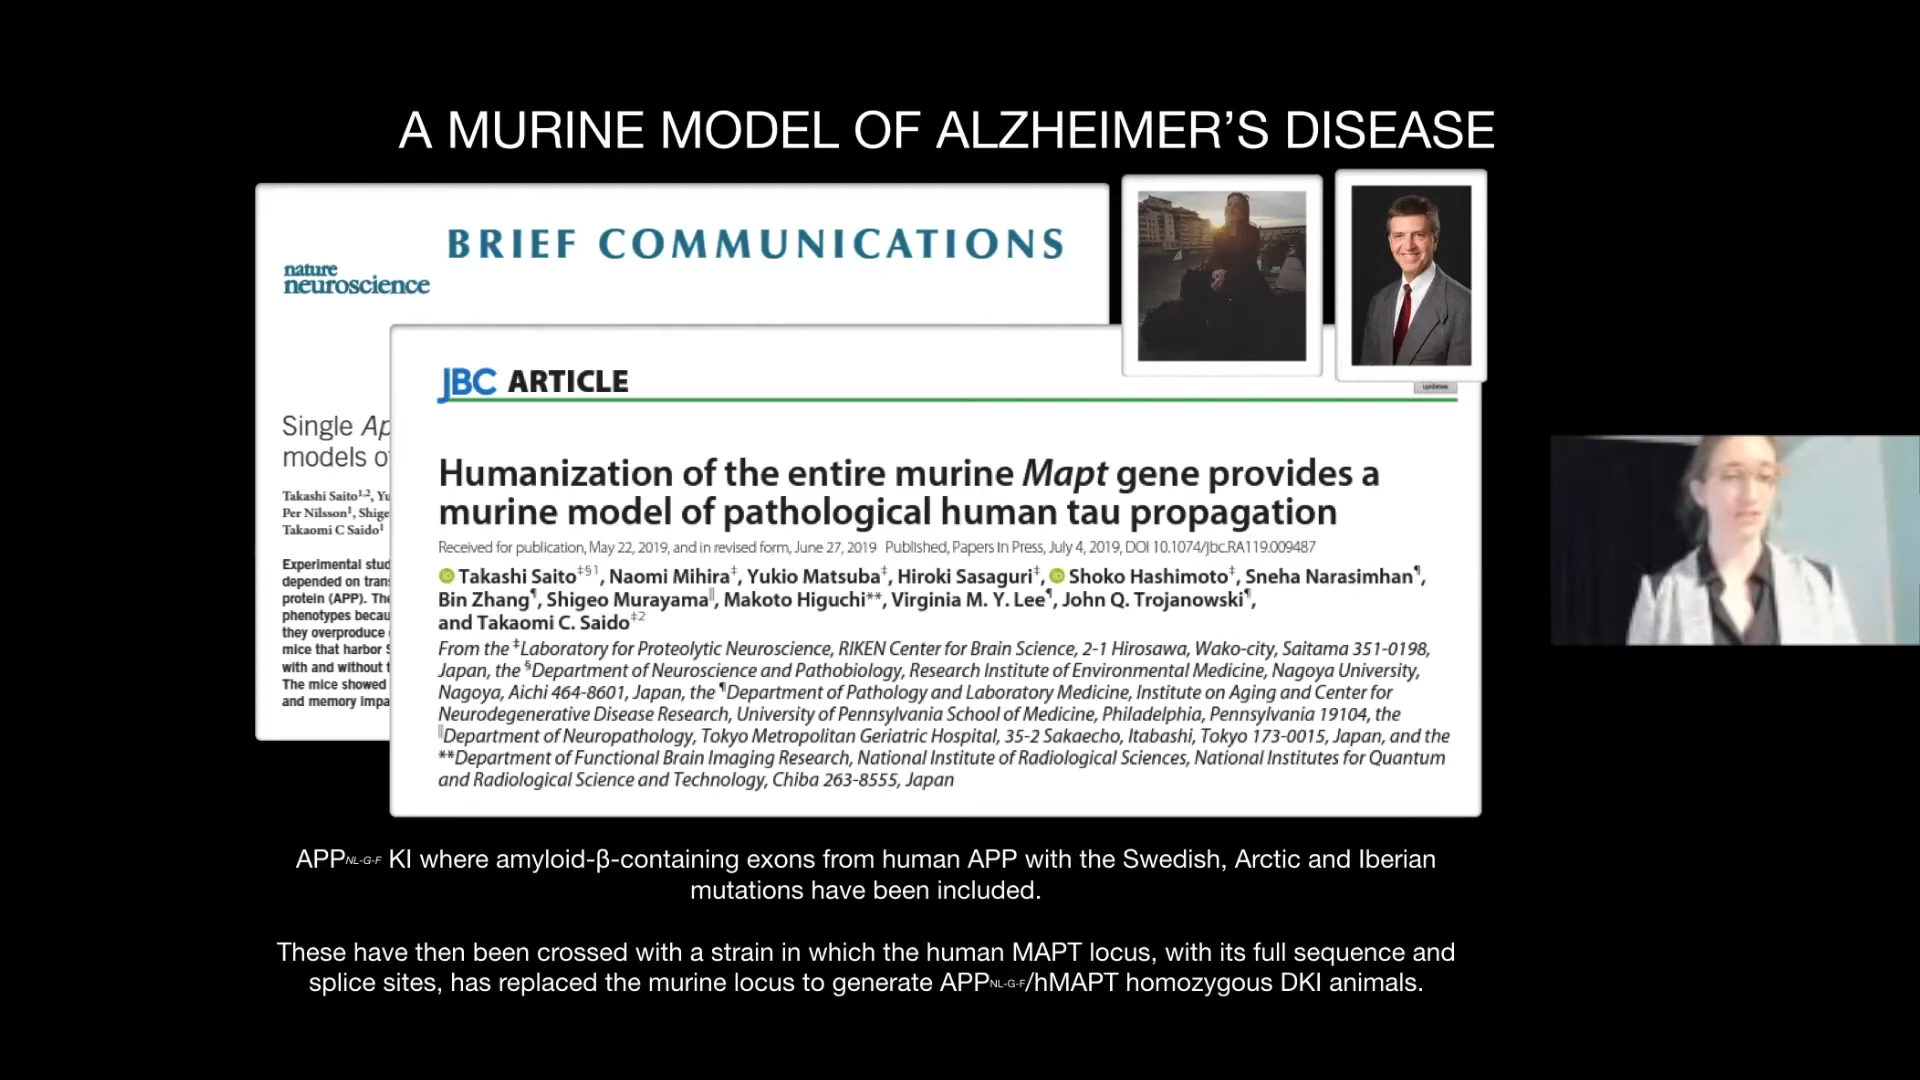 A MURINE MODEL OF ALZHEIMER’S DISEASE
BRIEF COMMUNICATIONS
nature
neuroscience
Single Ap
models o
Takashi Saito1,2, Yu
Per Nilsson1, Shige
Takaomi C Saido1
Experimental stud
depended on tran
protein (APP). The
phenotypes becau
they overproduce
mice that harbor S
with and without t
The mice showed
and memory impa
updates
JBC ARTICLE
Humanization of the entire murine Mapt gene provides a
murine model of pathological human tau propagation
Received for publication, May 22, 2019, and in revised form, June 27, 2019 Published, Papers in Press, July 4, 2019, DOI 10.1074/jbc.RA119.009487
Takashi Saito‡§1, Naomi Mihira‡, Yukio Matsuba‡, Hiroki Sasaguri‡, Shoko Hashimoto‡, Sneha Narasimhan¶,
Bin Zhang¶, Shigeo Murayama‖, Makoto Higuchi**, Virginia M. Y. Lee¶, John Q. Trojanowski¶,
and Takaomi C. Saido‡2
From the ‡Laboratory for Proteolytic Neuroscience, RIKEN Center for Brain Science, 2-1 Hirosawa, Wako-city, Saitama 351-0198,
Japan, the §Department of Neuroscience and Pathobiology, Research Institute of Environmental Medicine, Nagoya University,
Nagoya, Aichi 464-8601, Japan, the ¶Department of Pathology and Laboratory Medicine, Institute on Aging and Center for
Neurodegenerative Disease Research, University of Pennsylvania School of Medicine, Philadelphia, Pennsylvania 19104, the
‖Department of Neuropathology, Tokyo Metropolitan Geriatric Hospital, 35-2 Sakaecho, Itabashi, Tokyo 173-0015, Japan, and the
**Department of Functional Brain Imaging Research, National Institute of Radiological Sciences, National Institutes for Quantum
and Radiological Science and Technology, Chiba 263-8555, Japan
APPNL-G-F KI where amyloid-β-containing exons from human APP with the Swedish, Arctic and Iberian
mutations have been included.
These have then been crossed with a strain in which the human MAPT locus, with its full sequence and
splice sites, has replaced the murine locus to generate APPNL-G-F/hMAPT homozygous DKI animals.